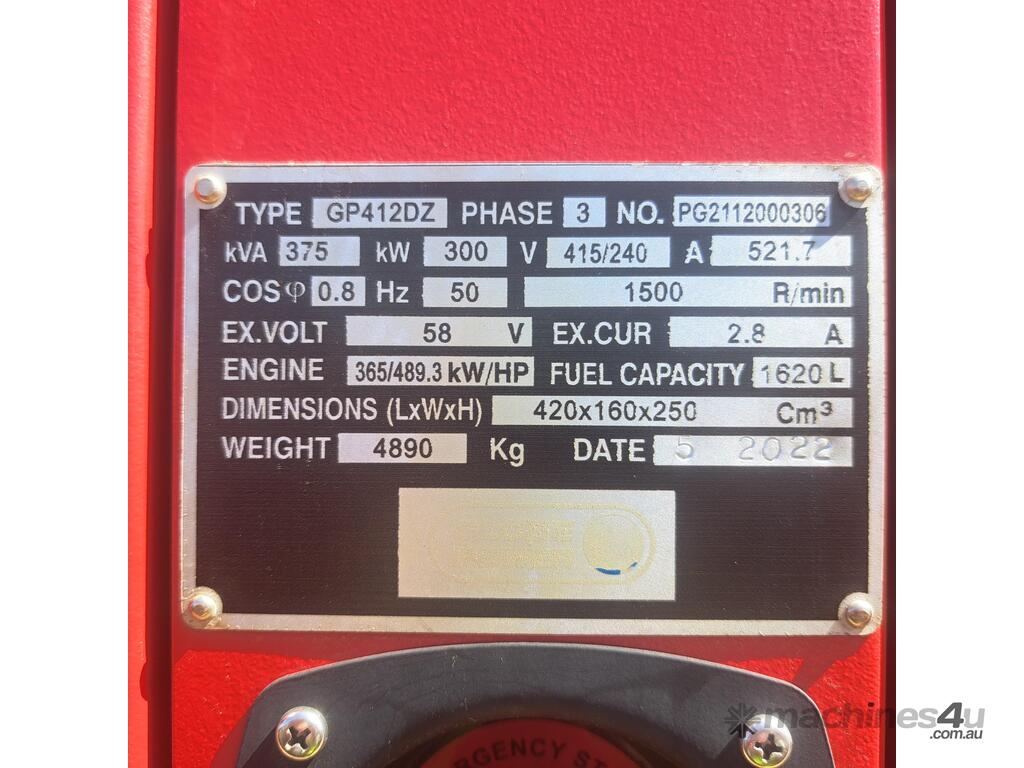 TYPE GP412DZ PHASE 3 NO. PG2112000306
kVA 375 kW 300 V 415/240 A 521.7
COSφ 0.8 Hz 50 1500 R/min
EX.VOLT 58 V EX.CUR 2.8 A
ENGINE 365/489.3 kW/HP FUEL CAPACITY 1620 L
DIMENSIONS (LxWxH) 420x160x250 Cm³
WEIGHT 4890 Kg DATE 5 2022
machines4u
.com.au